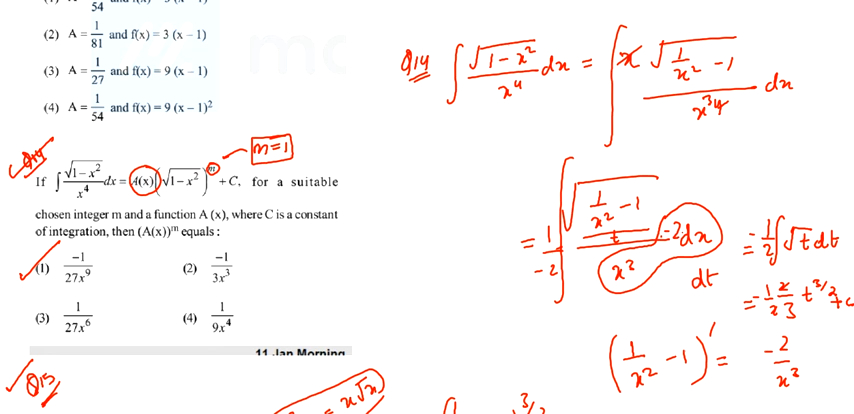 54
(2) A = 1/81 and f(x) = 3 (x – 1)
(3) A = 1/27 and f(x) = 9 (x – 1)
(4) A = 1/54 and f(x) = 9 (x – 1)²
Q14
m=1
If ∫ √(1–x²)/x⁴ dx = A(x)(√(1–x²))^m + C, for a suitable
chosen integer m and a function A (x), where C is a constant
of integration, then (A(x))^m equals :
(1) –1/27x⁹ (2) –1/3x³
(3) 1/27x⁶ (4) 1/9x⁴
11 Jan Morning
Q15
Q14 ∫ √(1-x²)/x⁴ dx = ∫ x √(1/x² -1)/x³4 dx
= 1/-2 ∫ √(1/x² -1) t/x³ -2dx dt = -1/2 ∫ √t dt
= -1/2 2/3 t^3/2 + c
(1/x² -1)' = -2/x³
= x√x
3/2